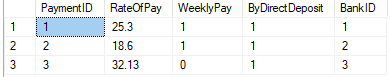 PaymentID RateOfPay WeeklyPay ByDirectDeposit BankID
1 1 25.3 1 1 1
2 2 18.6 1 1 2
3 3 32.13 0 1 3